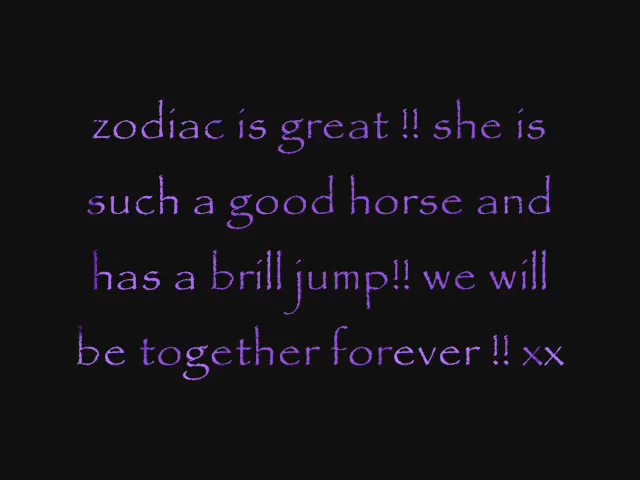 zodiac is great !! she is
such a good horse and
has a brill jump!! we will
be together forever !! xx